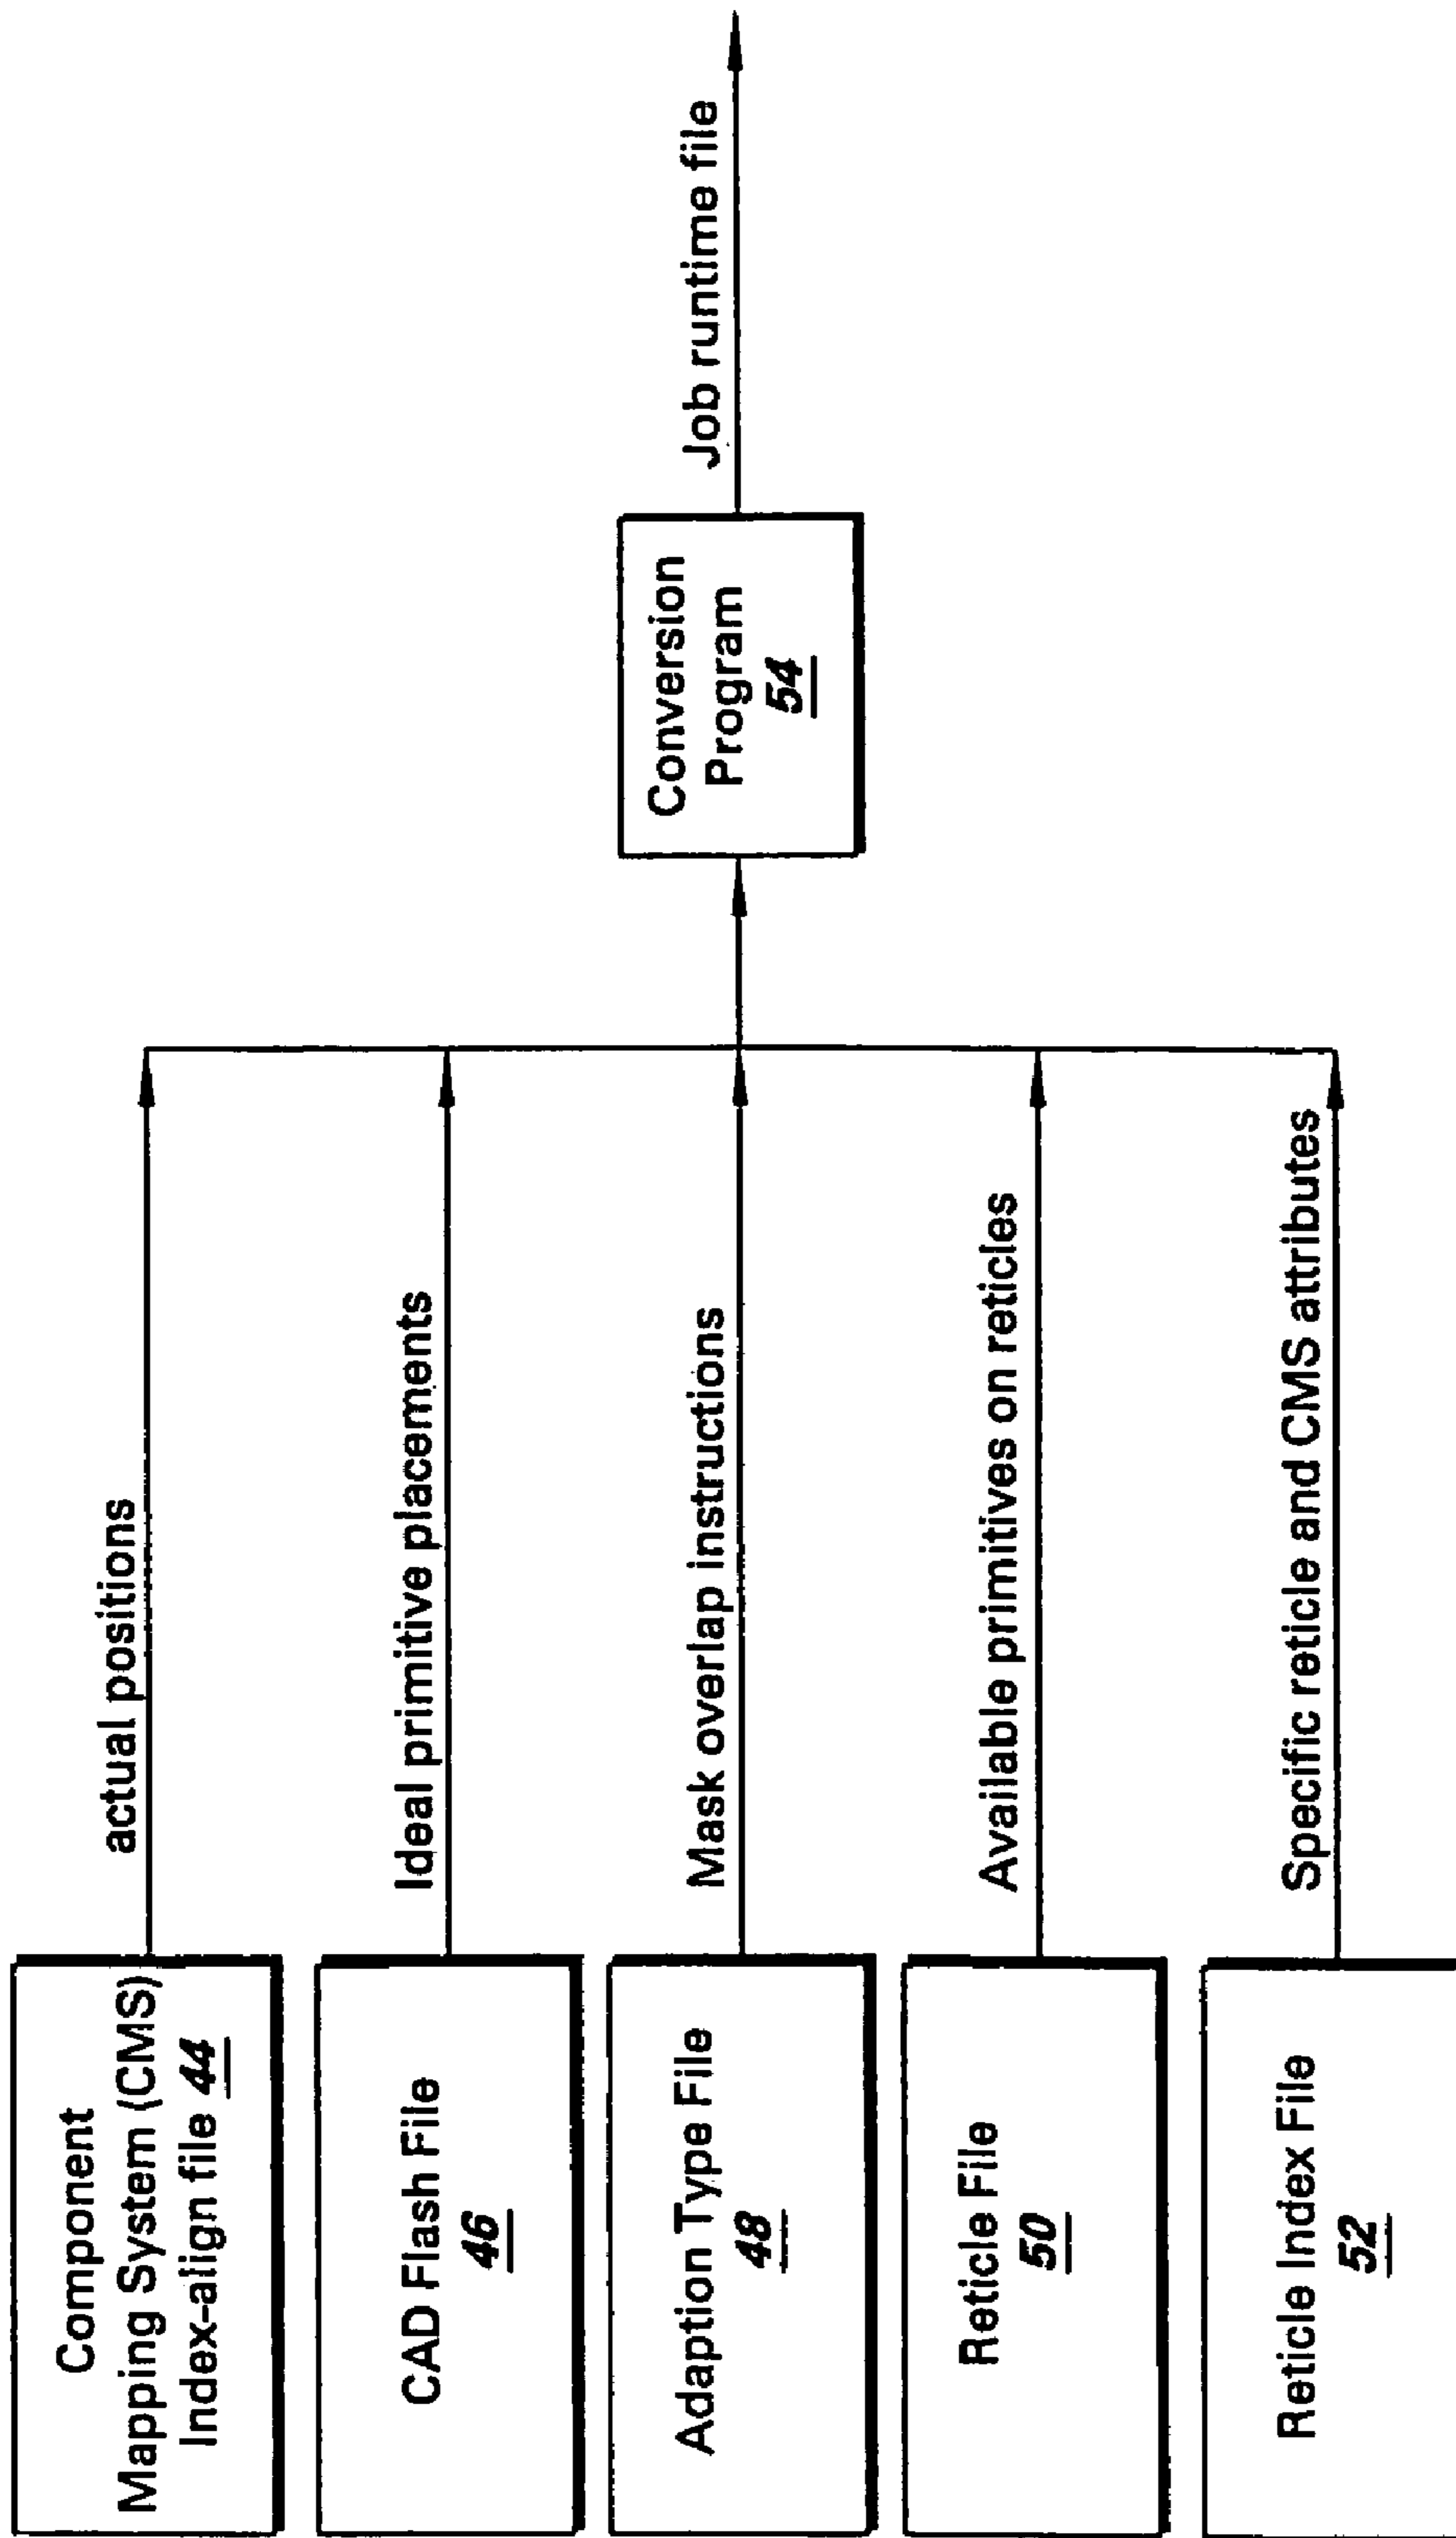 Component
Mapping System (CMS)
Index-align file 44
actual positions
CAD Flash File
46
Ideal primitive placements
Adaption Type File
48
Mask overlap instructions
Reticle File
50
Available primitives on reticles
Reticle Index File
52
Specific reticle and CMS attributes
Conversion
Program
54
Job runtime file